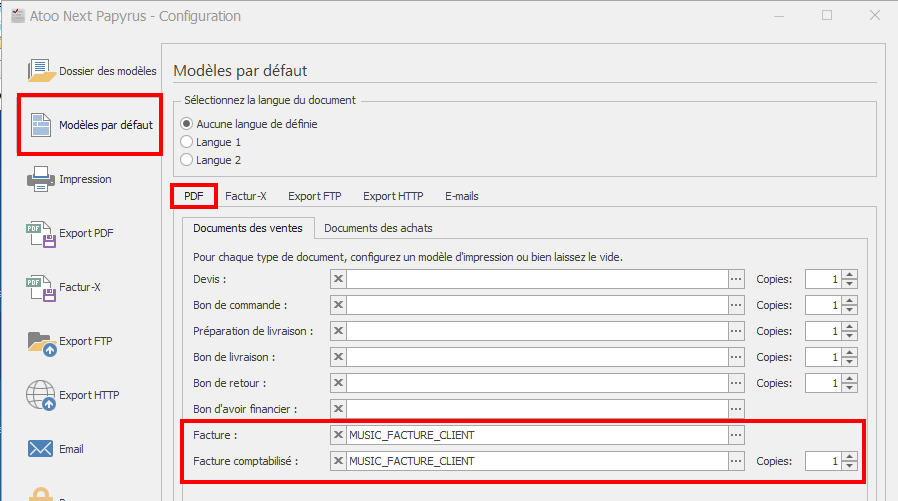 Atoo Next Papyrus - Configuration
Dossier des modèles
Modèles par défaut
Impression
Export PDF
Factur-X
Export FTP
Export HTTP
Email
Modèles par défaut
Sélectionnez la langue du document
Aucune langue de définie
Langue 1
Langue 2
PDF Factur-X Export FTP Export HTTP E-mails
Documents des ventes Documents des achats
Pour chaque type de document, configurez un modèle d'impression ou bien laissez le vide.
Devis : Copies: 1
Bon de commande : Copies: 1
Préparation de livraison : Copies: 1
Bon de livraison : Copies: 1
Bon de retour : Copies: 1
Bon d'avoir financier :
Facture : MUSIC_FACTURE_CLIENT
Facture comptabilisé : MUSIC_FACTURE_CLIENT Copies: 1